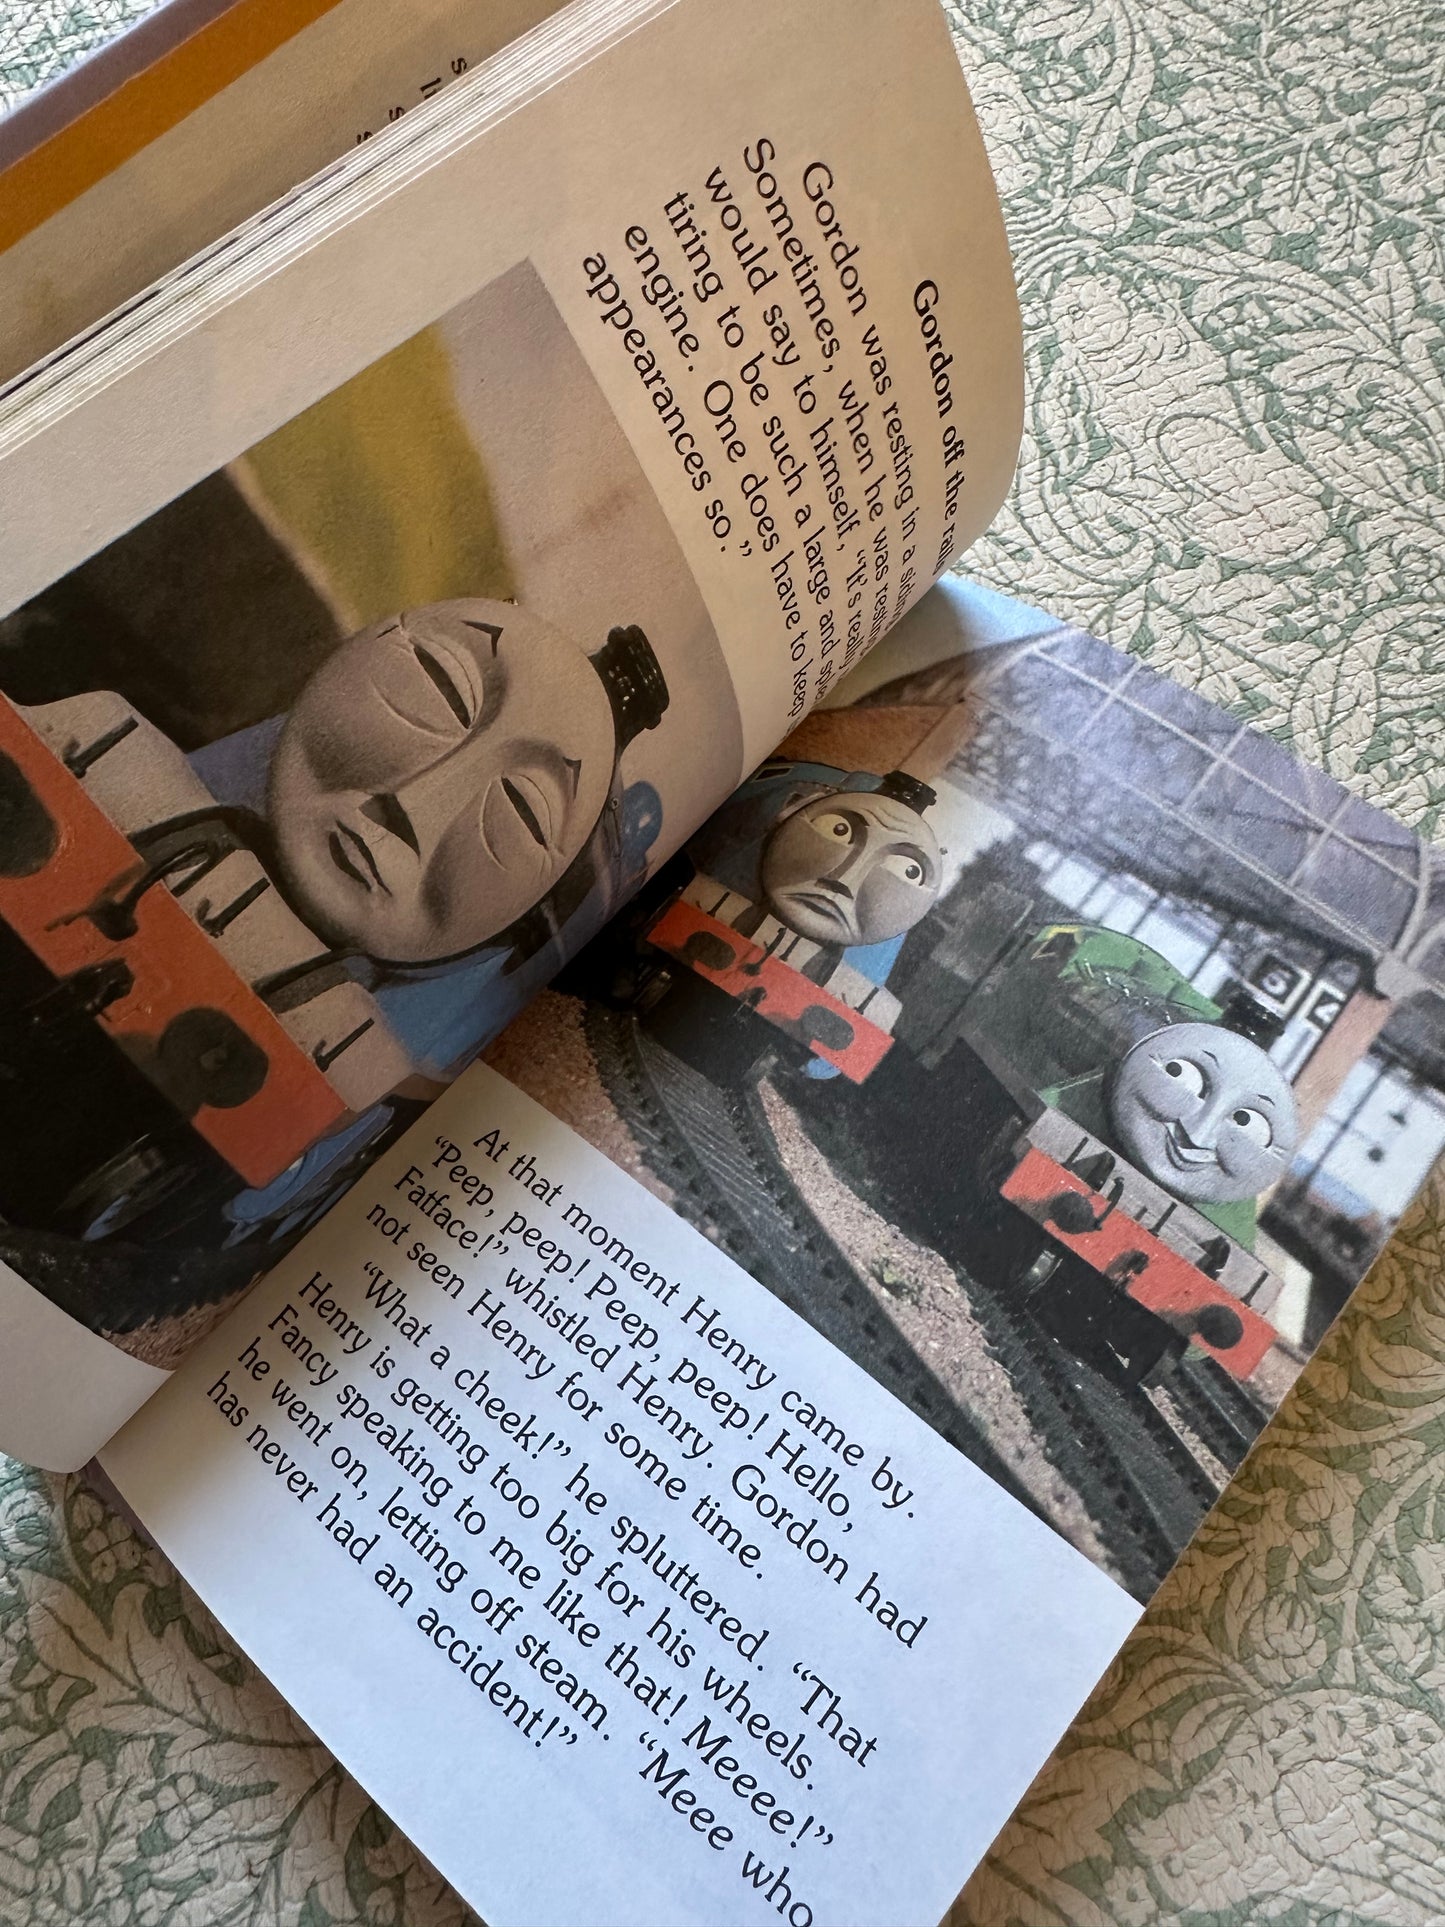 Gordon off the
Gordon was resting in a
Sometimes, when he was
would say to himself, "It's really
tiring to be such a large and
engine. One does have to keep
appearances so."
5 4
At that moment Henry came by.
"Peep, peep! Peep, peep! Hello,
Fatface!" whistled Henry. Gordon had
not seen Henry for some time.
"What a cheek!" he spluttered. "That
Henry is getting too big for his wheels.
Fancy speaking to me like that! Meeee!"
he went on, letting off steam. "Meee who
has never had an accident!"